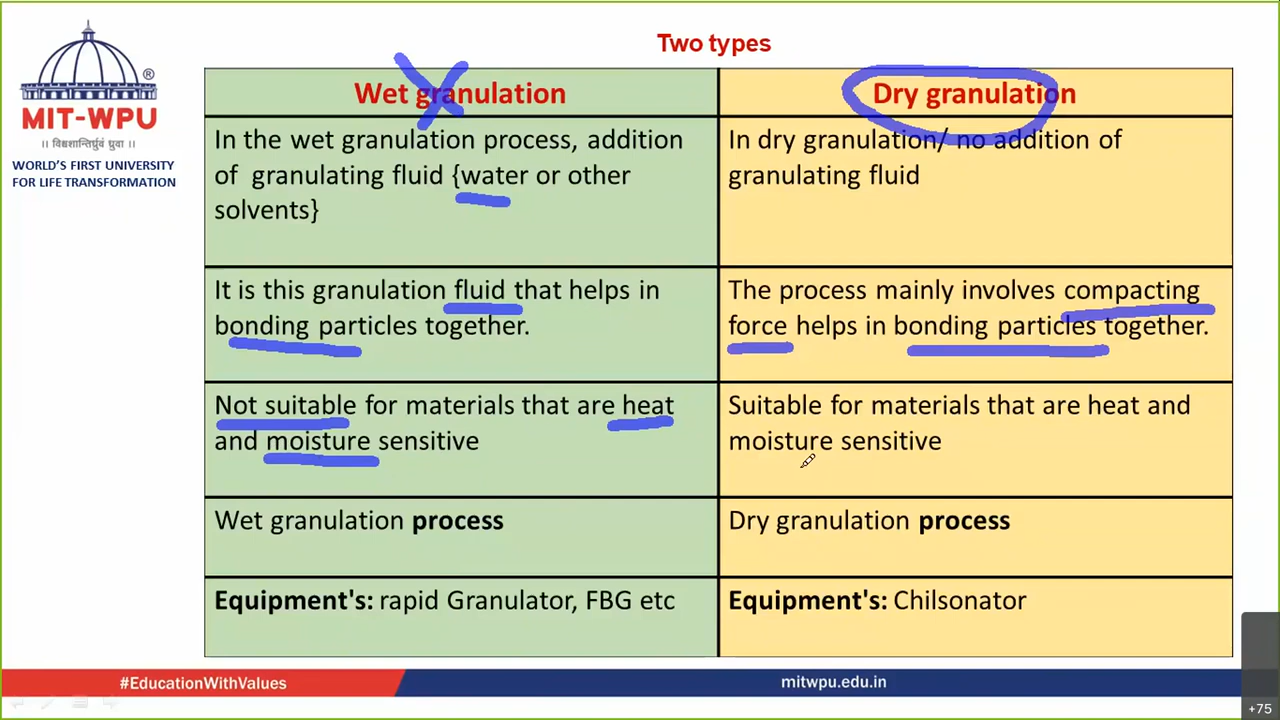 Two types
®
MIT-WPU
॥ विश्वशान्तिर्ध्रुवं ध्रुवा ॥
WORLD'S FIRST UNIVERSITY
FOR LIFE TRANSFORMATION
Wet granulation
Dry granulation
In the wet granulation process, addition
of granulating fluid {water or other
solvents}
In dry granulation/ no addition of
granulating fluid
It is this granulation fluid that helps in
bonding particles together.
The process mainly involves compacting
force helps in bonding particles together.
Not suitable for materials that are heat
and moisture sensitive
Suitable for materials that are heat and
moisture sensitive
Wet granulation process
Dry granulation process
Equipment's: rapid Granulator, FBG etc
Equipment's: Chilsonator
#EducationWithValues
mitwpu.edu.in
+75